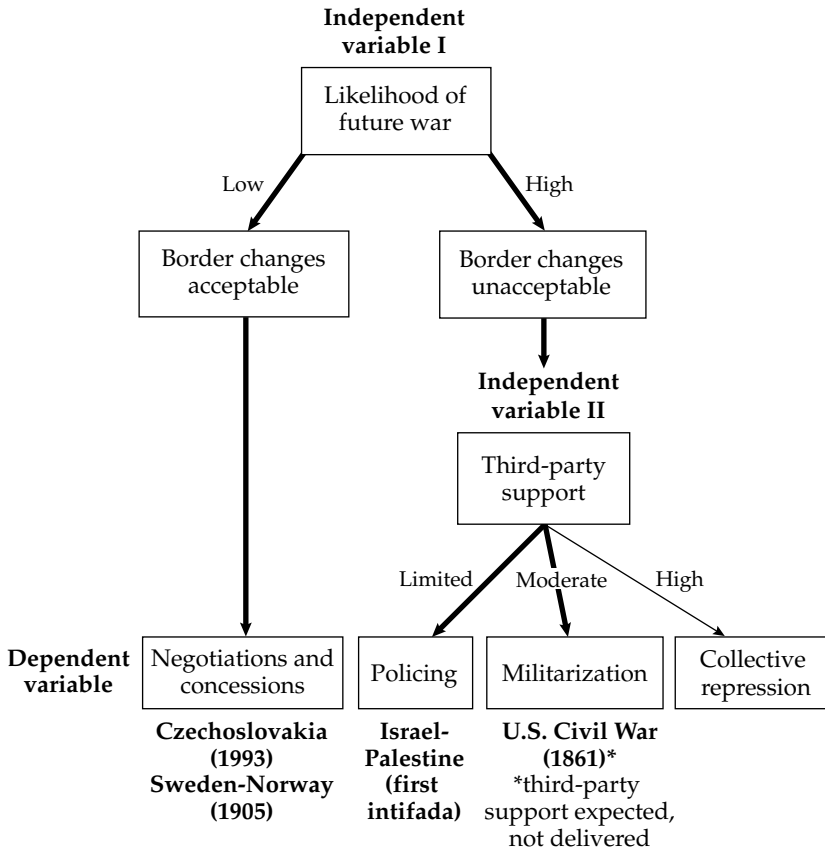 Independent
variable I
Likelihood of
future war
Low
High
Border changes
acceptable
Border changes
unacceptable
Independent
variable II
Third-party
support
Limited
Moderate
High
Dependent
variable
Negotiations and
concessions
Policing
Militarization
Collective
repression
Czechoslovakia
(1993)
Sweden-Norway
(1905)
Israel-
Palestine
(first
intifada)
U.S. Civil War
(1861)*
*third-party
support expected,
not delivered